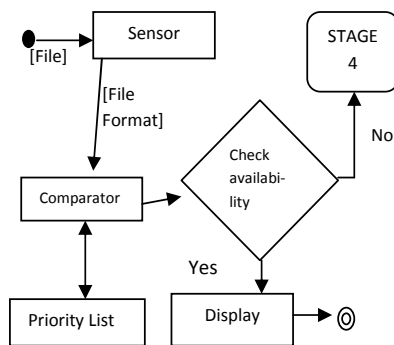 Sensor
[File]
STAGE
4
[File
Format]
No
Check
availabi-
lity
Comparator
Yes
Priority List
Display